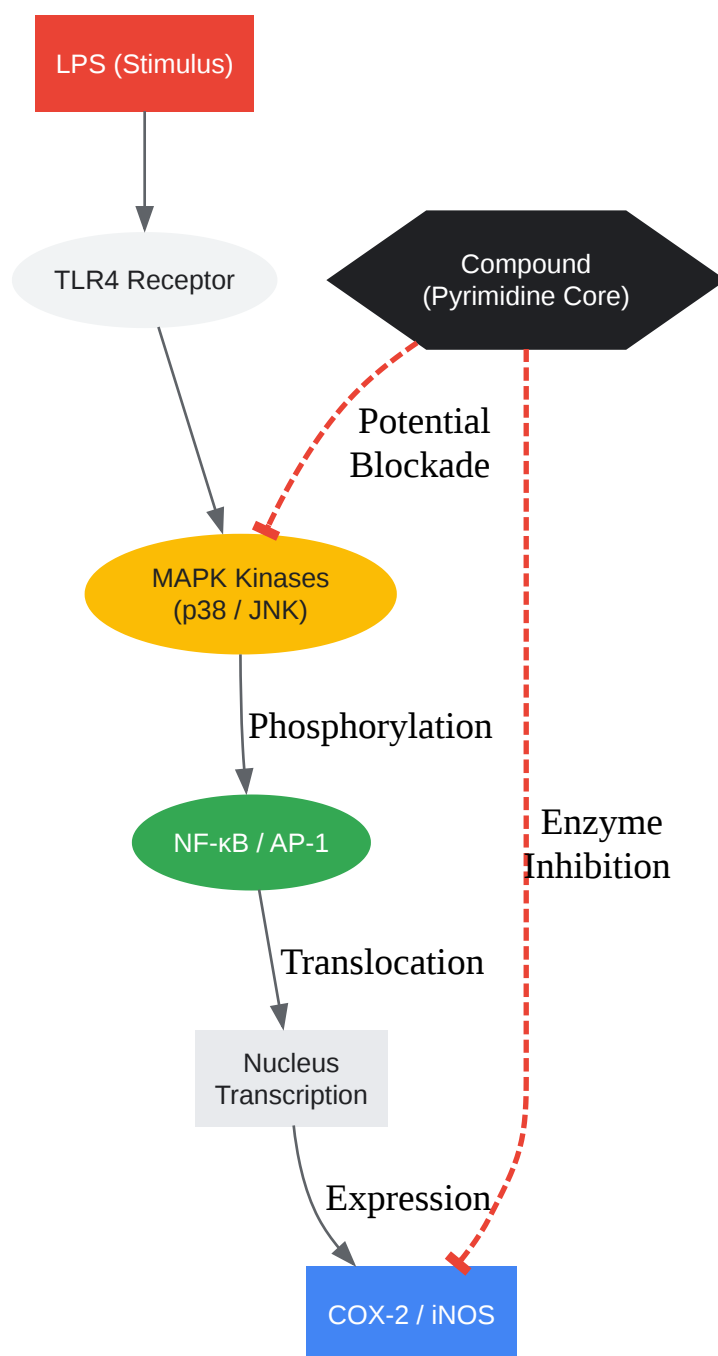 LPS (Stimulus)
TLR4 Receptor
Compound
(Pyrimidine Core)
Potential
Blockade
MAPK Kinases
(p38 / JNK)
Phosphorylation
Enzyme
Inhibition
NF-κB / AP-1
Translocation
Nucleus
Transcription
Expression
COX-2 / iNOS